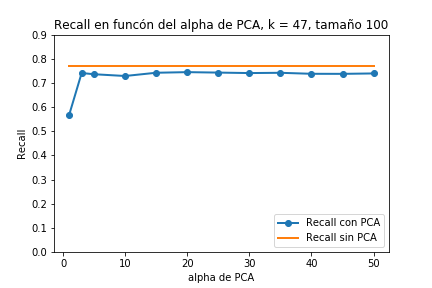 Recall en funcón del alpha de PCA, k = 47, tamaño 100
0.9
0.8
0.7
0.6
0.5
0.4
0.3
0.2
0.1
0.0
Recall
Recall con PCA
Recall sin PCA
0 10 20 30 40 50
alpha de PCA